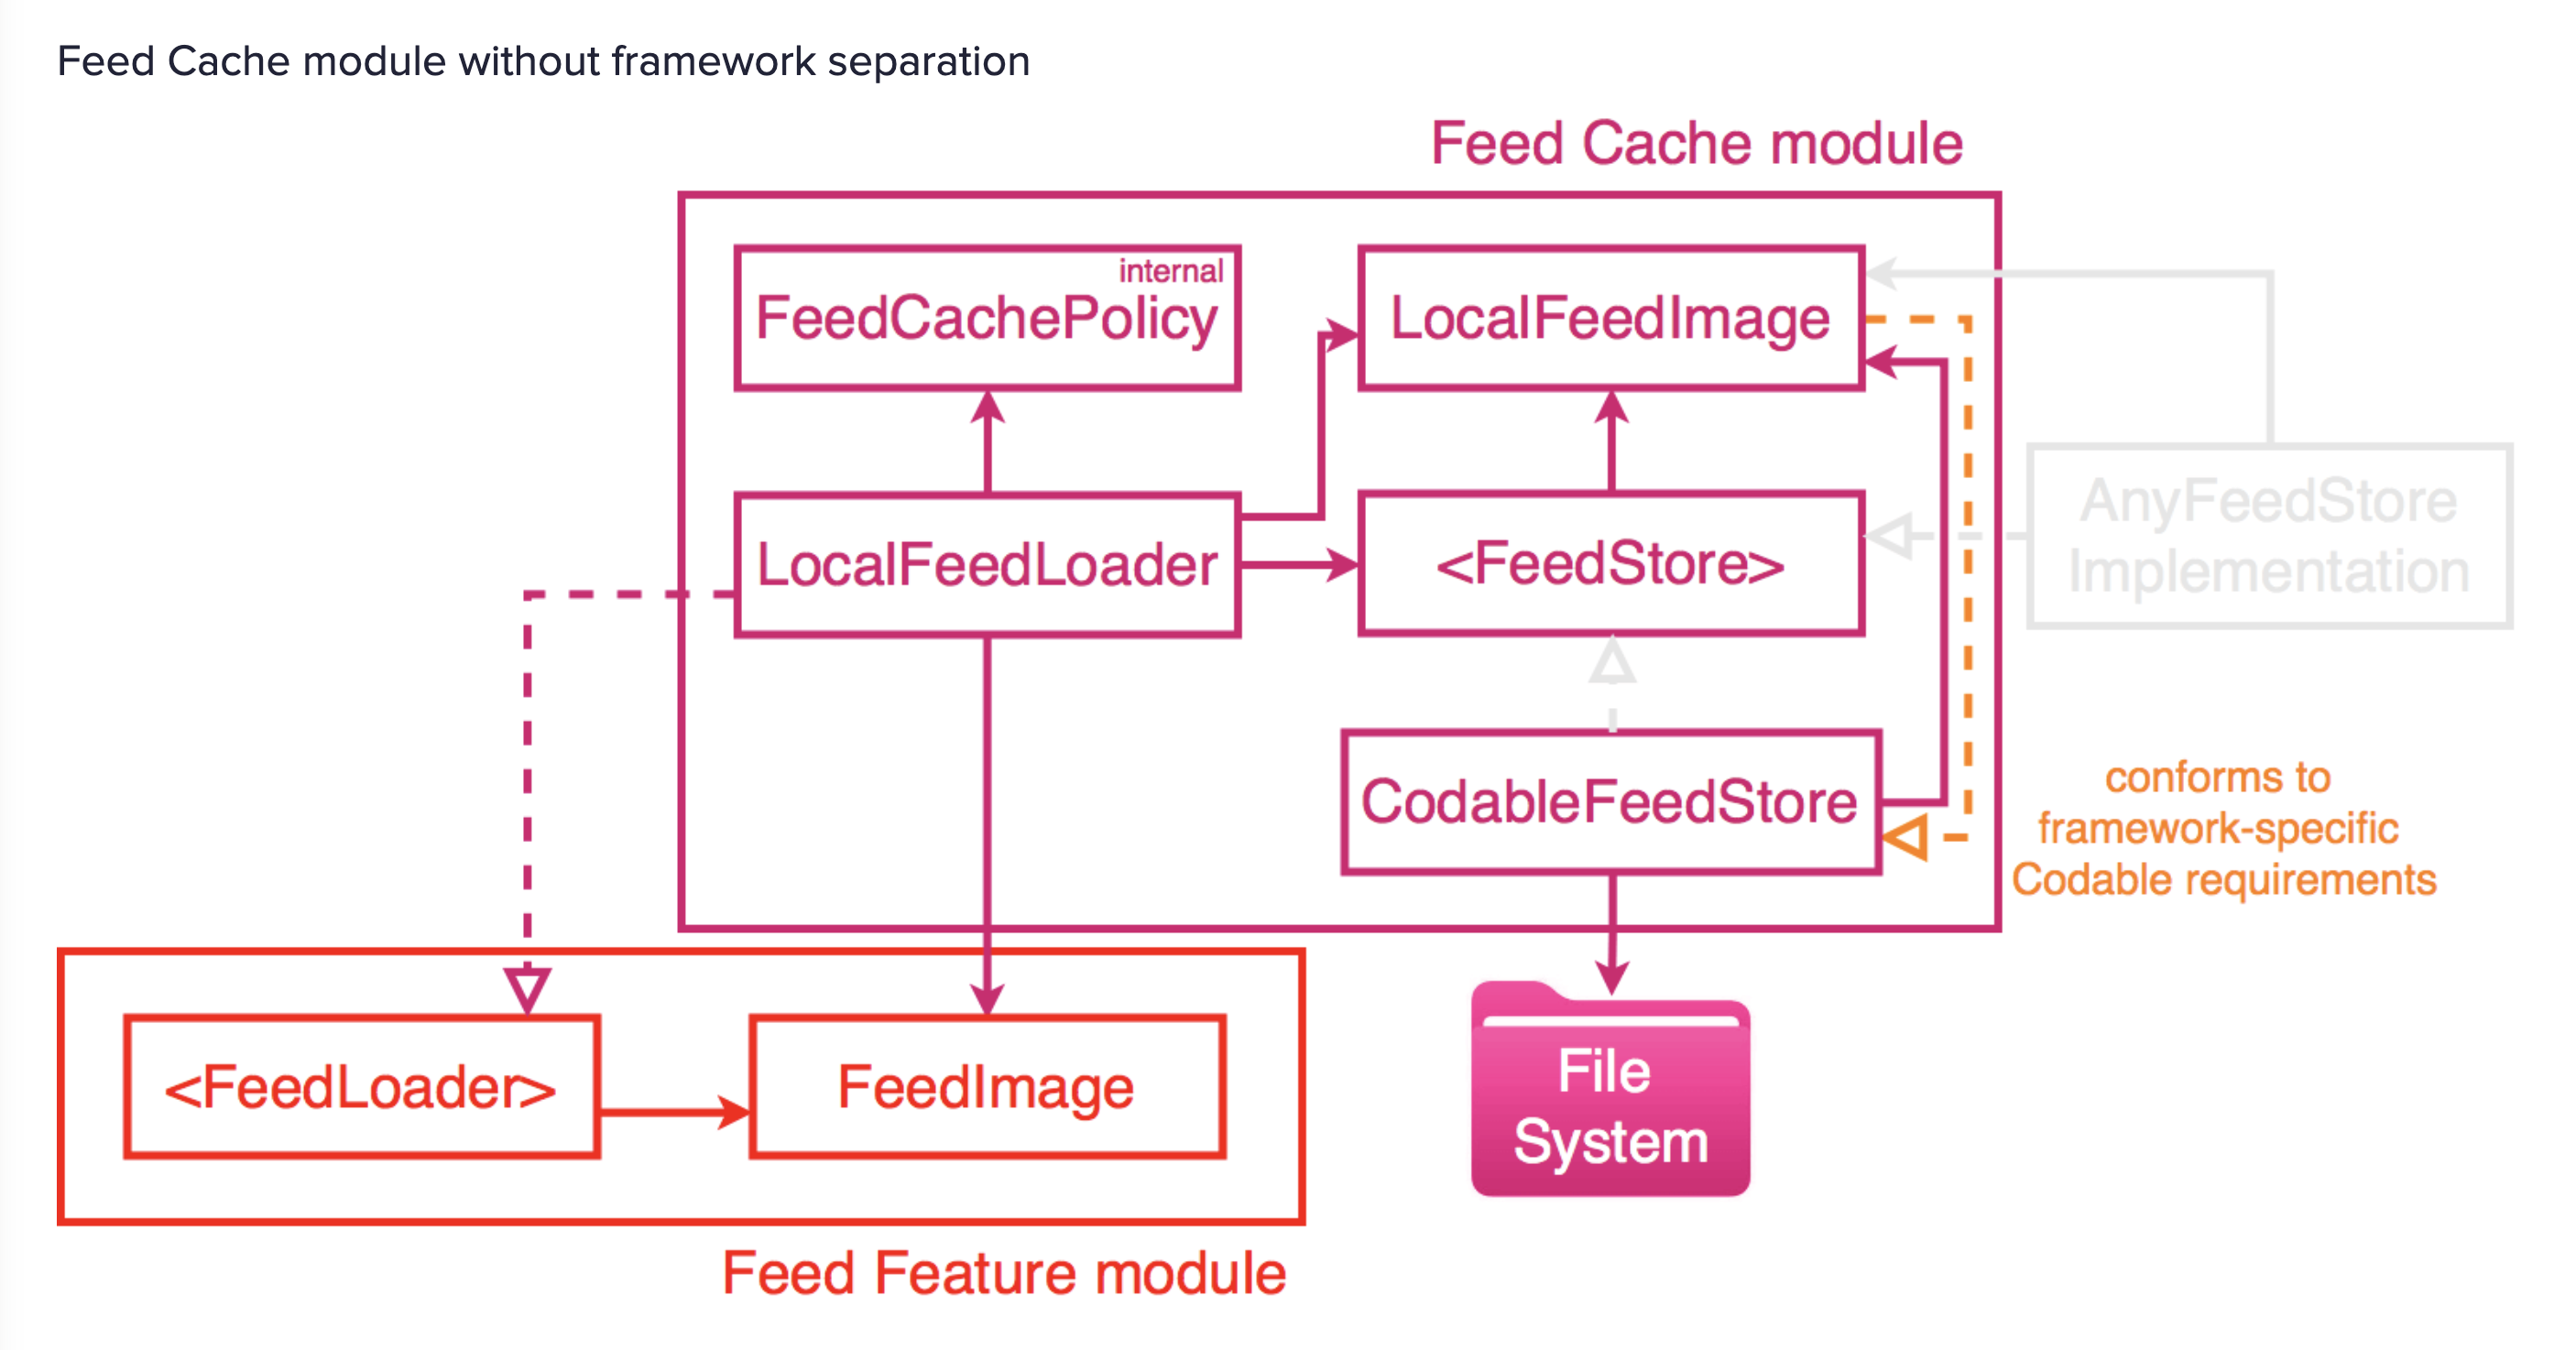 Feed Cache module without framework separation
Feed Cache module
internal
FeedCachePolicy
LocalFeedImage
LocalFeedLoader
<FeedStore>
AnyFeedStore
Implementation
CodableFeedStore
conforms to
framework-specific
Codable requirements
<FeedLoader>
FeedImage
File
System
Feed Feature module